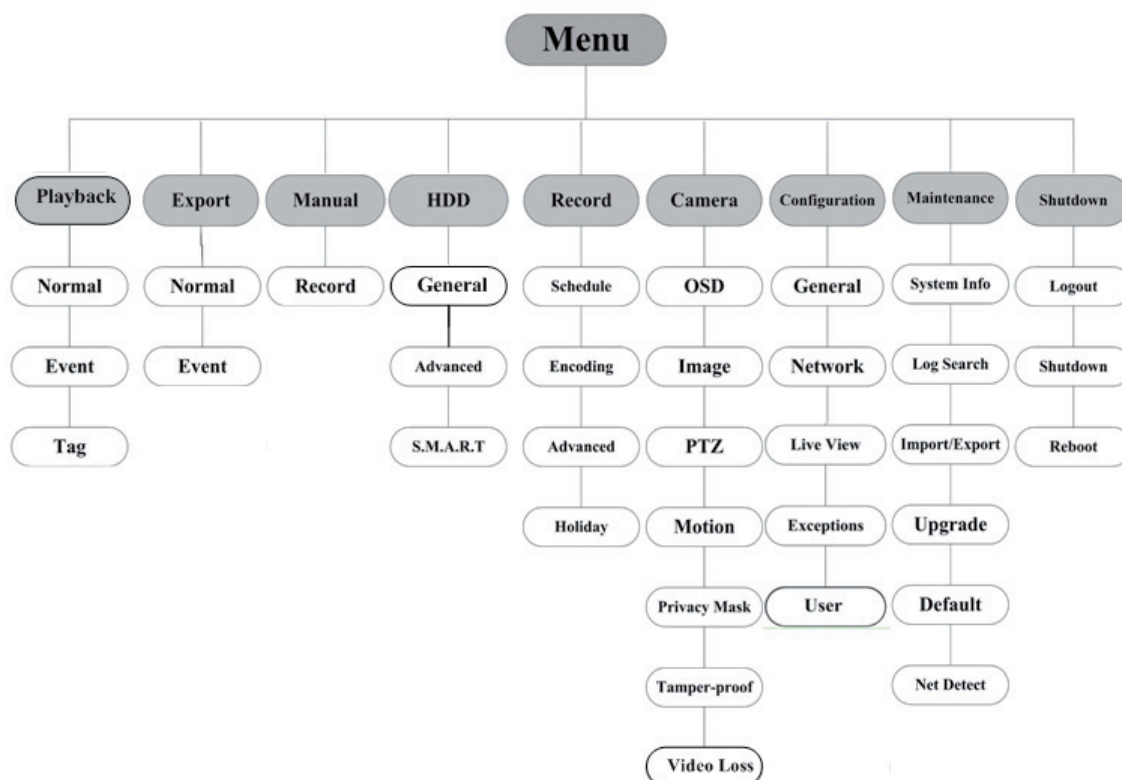 Menu
Playback
Export
Manual
HDD
Record
Camera
Configuration
Maintenance
Shutdown
Normal
Normal
Record
General
Schedule
OSD
General
System Info
Logout
Event
Event
Advanced
Encoding
Image
Network
Log Search
Shutdown
Tag
S.M.A.R.T
Advanced
PTZ
Live View
Import/Export
Reboot
Holiday
Motion
Exceptions
Upgrade
Privacy Mask
User
Default
Tamper-proof
Net Detect
Video Loss